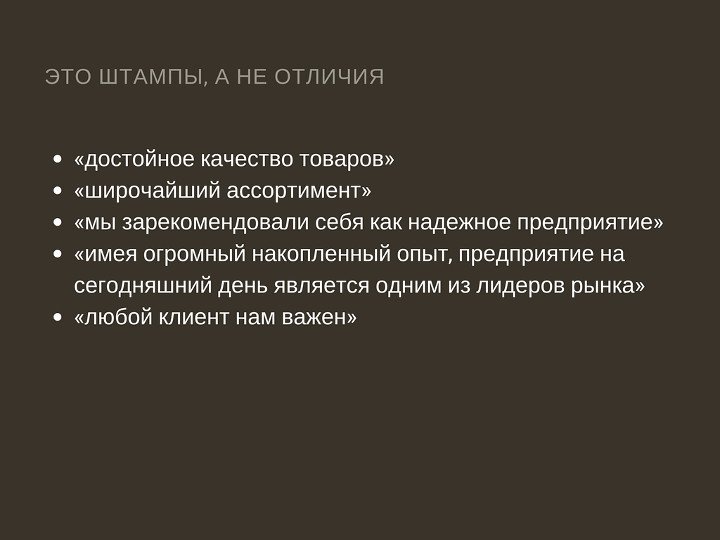 ЭТО ШТАМПЫ, А НЕ ОТЛИЧИЯ
• «достойное качество товаров»
• «широчайший ассортимент»
• «мы зарекомендовали себя как надежное предприятие»
• «имея огромный накопленный опыт, предприятие на
сегодняшний день является одним из лидеров рынка»
• «любой клиент нам важен»